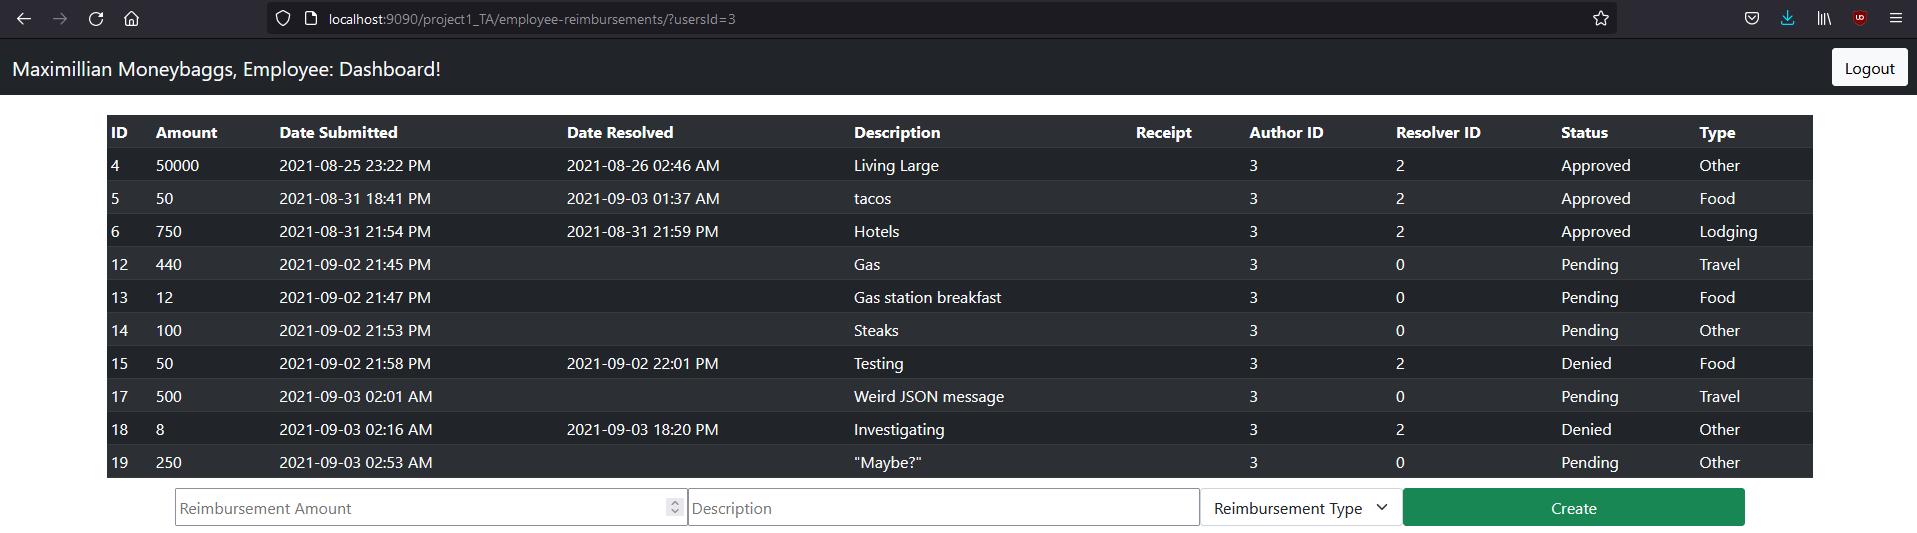 localhost:9090/project1_TA/employee-reimbursements/?usersId=3
Maximillian Moneybaggs, Employee: Dashboard! Logout
ID Amount Date Submitted Date Resolved Description Receipt Author ID Resolver ID Status Type
4 50000 2021-08-25 23:22 PM 2021-08-26 02:46 AM Living Large 3 2 Approved Other
5 50 2021-08-31 18:41 PM 2021-09-03 01:37 AM tacos 3 2 Approved Food
6 750 2021-08-31 21:54 PM 2021-08-31 21:59 PM Hotels 3 2 Approved Lodging
12 440 2021-09-02 21:45 PM Gas 3 0 Pending Travel
13 12 2021-09-02 21:47 PM Gas station breakfast 3 0 Pending Food
14 100 2021-09-02 21:53 PM Steaks 3 0 Pending Other
15 50 2021-09-02 21:58 PM 2021-09-02 22:01 PM Testing 3 2 Denied Food
17 500 2021-09-03 02:01 AM Weird JSON message 3 0 Pending Travel
18 8 2021-09-03 02:16 AM 2021-09-03 18:20 PM Investigating 3 2 Denied Other
19 250 2021-09-03 02:53 AM "Maybe?" 3 0 Pending Other
Reimbursement Amount Description Reimbursement Type Create